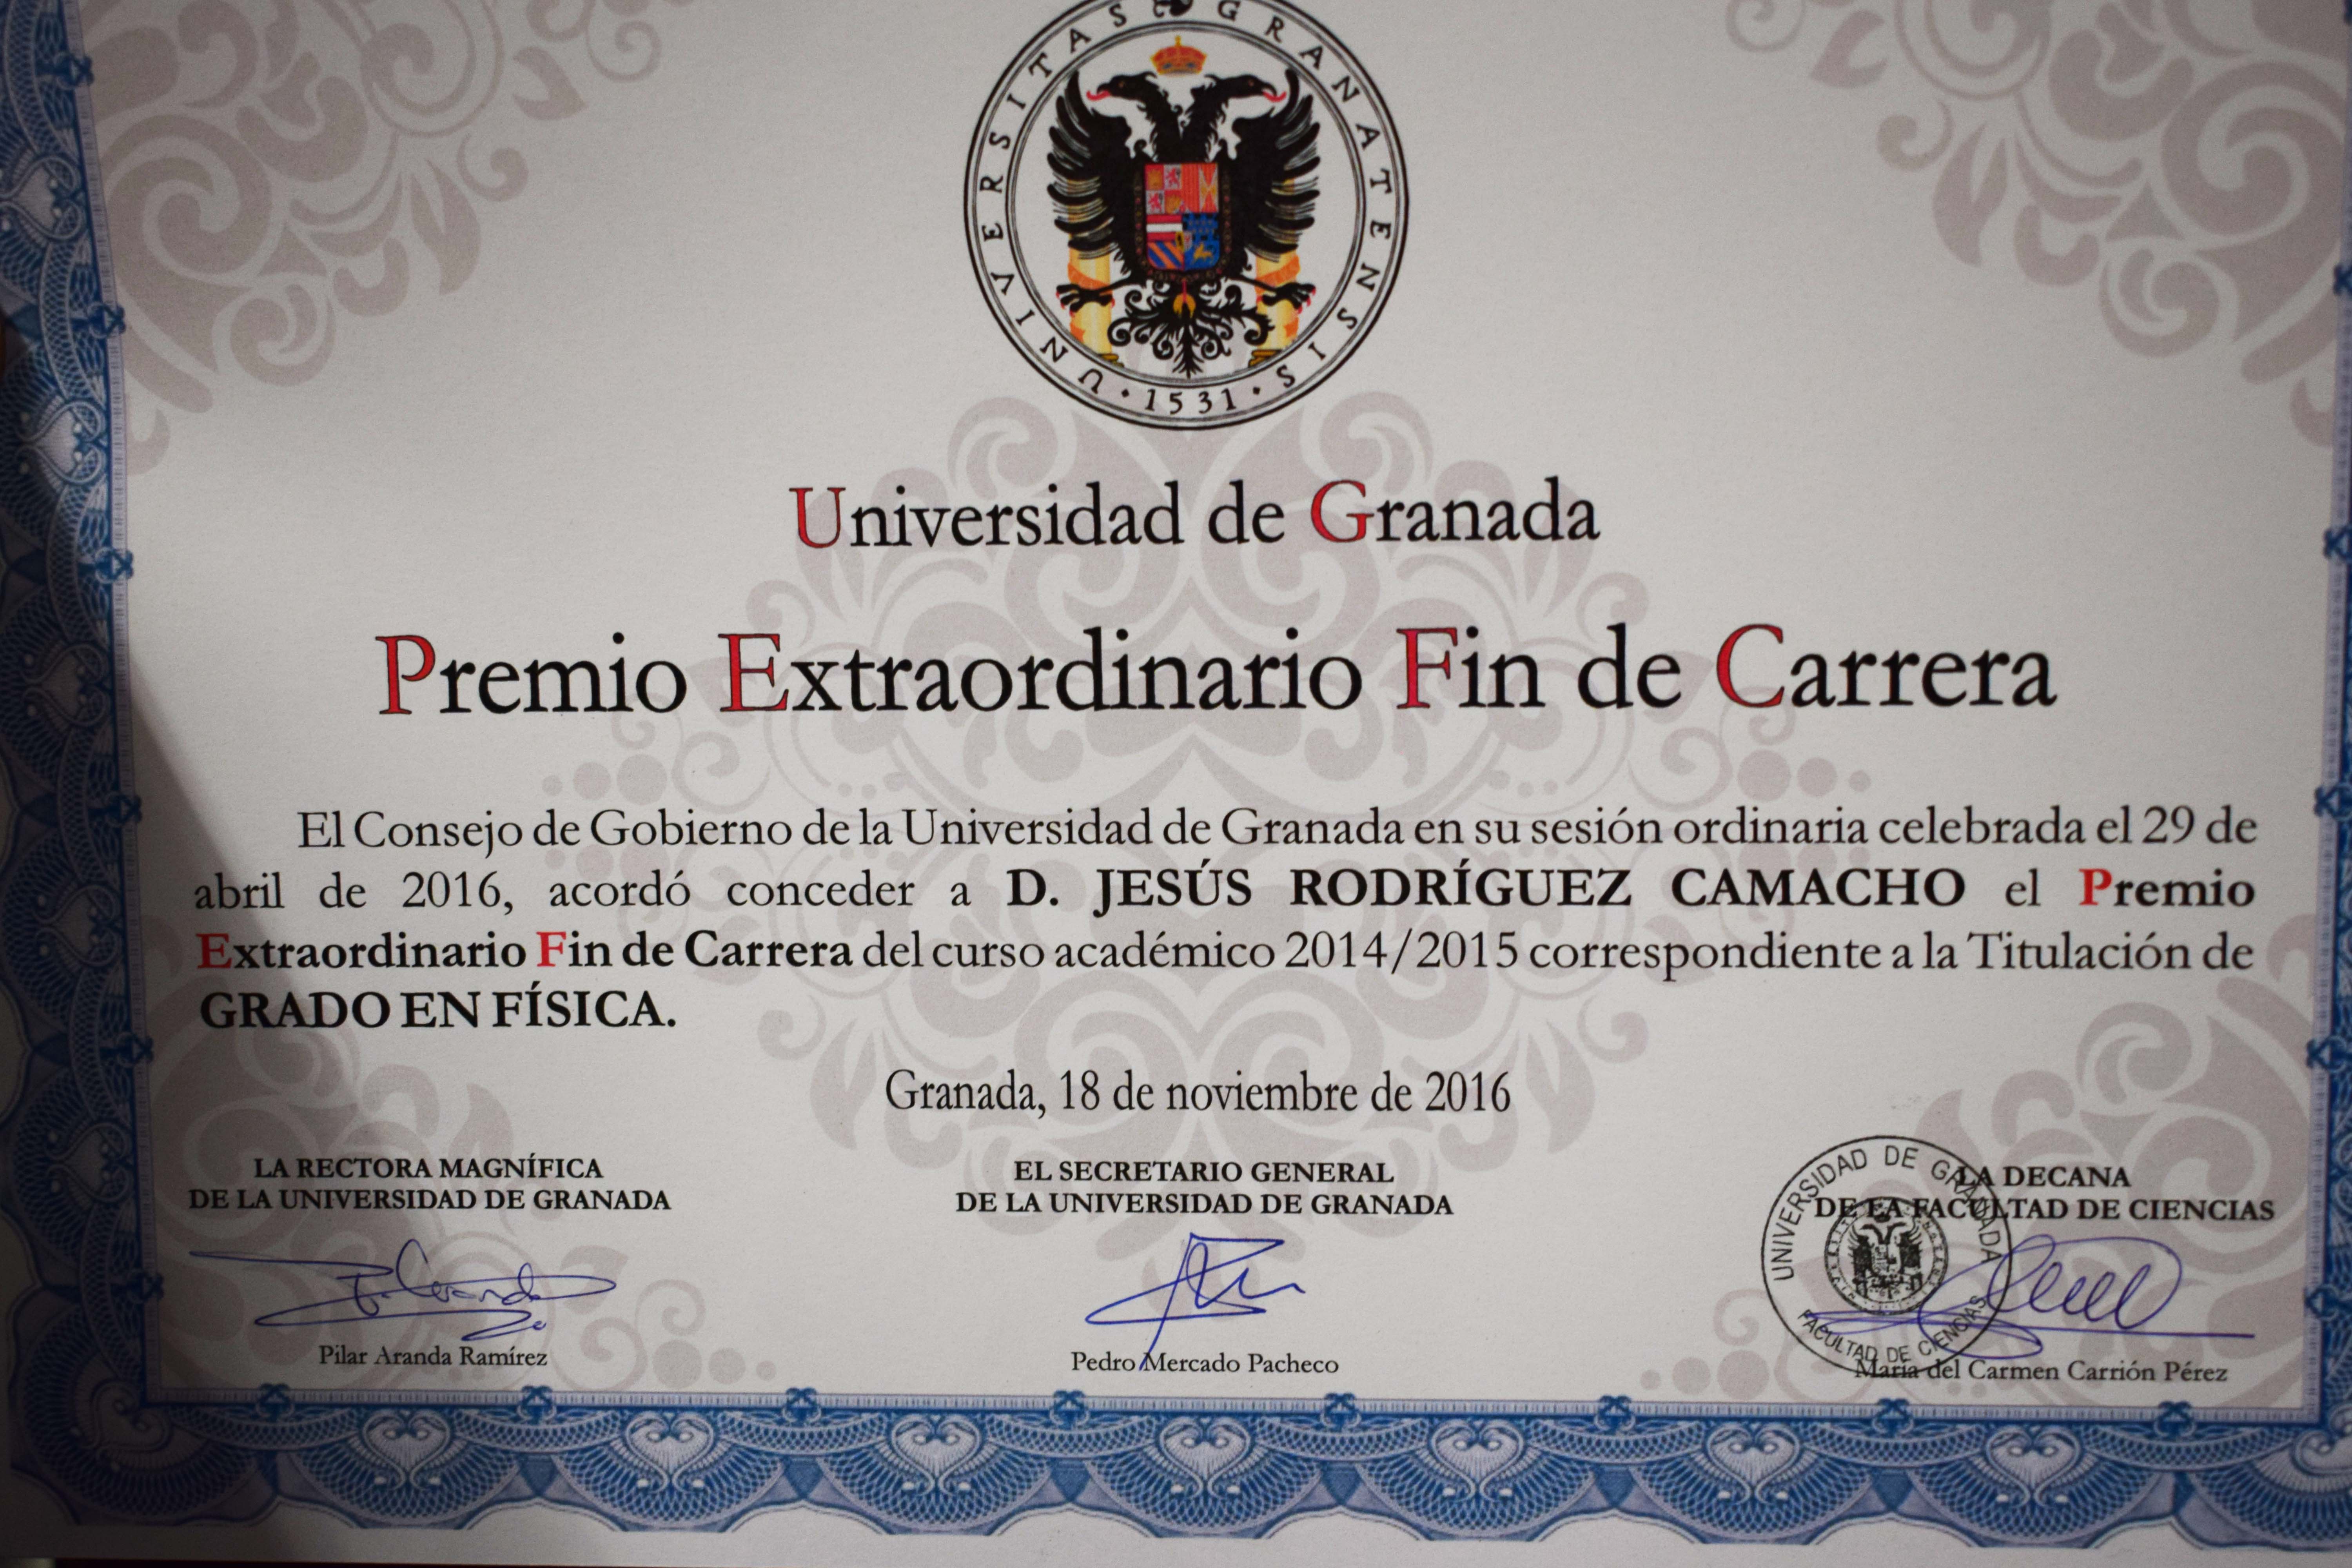 UNIVERSITAS GRANATENSIS · 1531 ·
Universidad de Granada
Premio Extraordinario Fin de Carrera
El Consejo de Gobierno de la Universidad de Granada en su sesión ordinaria celebrada el 29 de
abril de 2016, acordó conceder a D. JESÚS RODRÍGUEZ CAMACHO el Premio
Extraordinario Fin de Carrera del curso académico 2014/2015 correspondiente a la Titulación de
GRADO EN FÍSICA.
Granada, 18 de noviembre de 2016
LA RECTORA MAGNÍFICA
DE LA UNIVERSIDAD DE GRANADA
Pilar Aranda Ramírez
EL SECRETARIO GENERAL
DE LA UNIVERSIDAD DE GRANADA
Pedro Mercado Pacheco
LA DECANA
DE LA FACULTAD DE CIENCIAS
UNIVERSIDAD DE GRANADA
FACULTAD DE CIENCIAS
María del Carmen Carrión Pérez